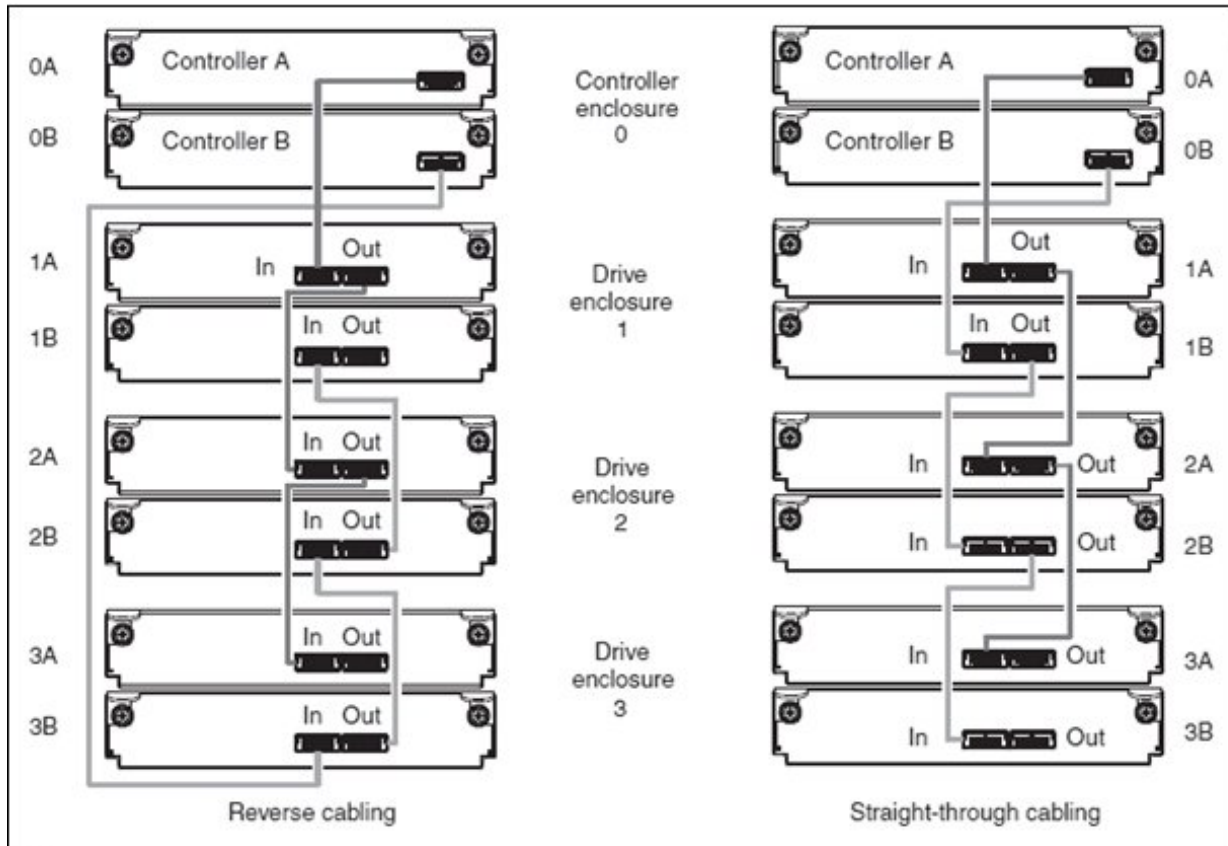 0A
Controller A
0B
Controller B
1A
In
Out
1B
In Out
2A
In Out
2B
In Out
3A
In Out
3B
In Out
Reverse cabling
Controller
enclosure
0
Drive
enclosure
1
Drive
enclosure
2
Drive
enclosure
3
Controller A
0A
Controller B
0B
Out
In
1A
In Out
1B
In
Out
2A
In
Out
2B
In
Out
3A
In
Out
3B
Straight-through cabling